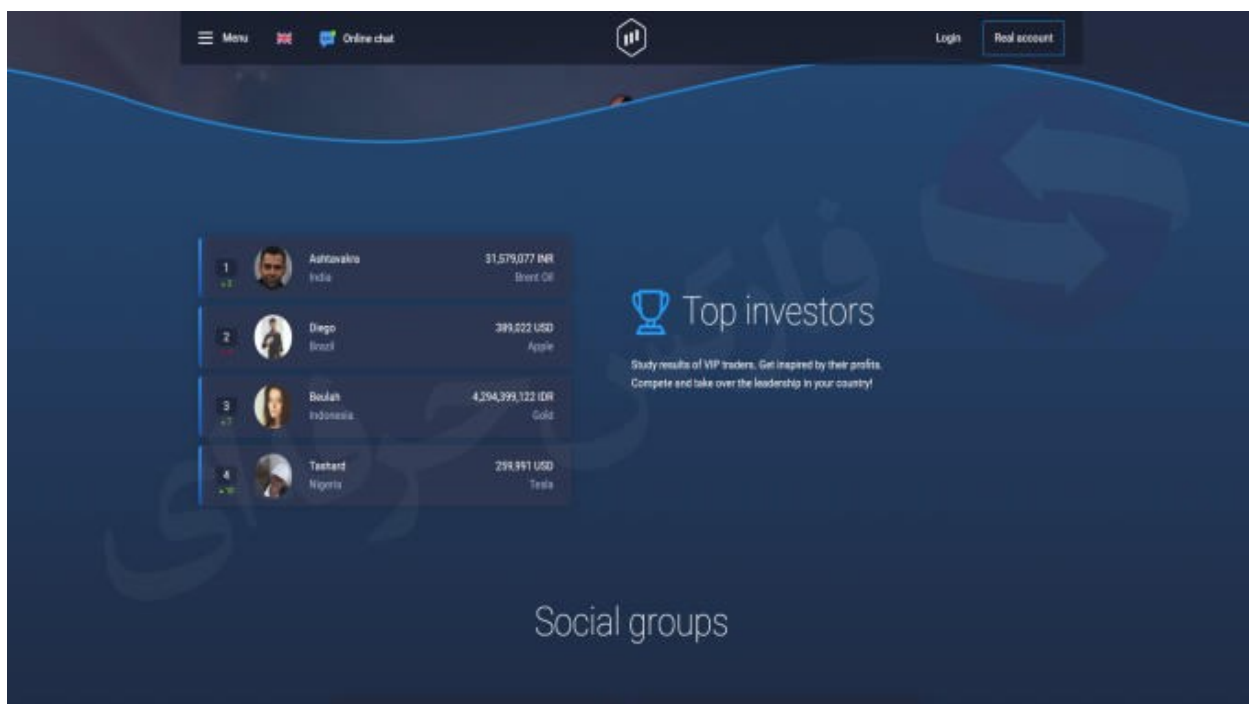 Menu
Online chat
Login
Real account
1
Ashtavakra
31,579,077 INR
India
Brent Oil
2
Diego
389,022 USD
Brazil
Apple
3
Beulah
4,294,399,122 IDR
Indonesia
Gold
4
Tashard
259,991 USD
Nigeria
Tesla
Top investors
Study results of VIP traders. Get inspired by their profits.
Compete and take over the leadership in your country!
فارکس حرفه‌ای
Social groups